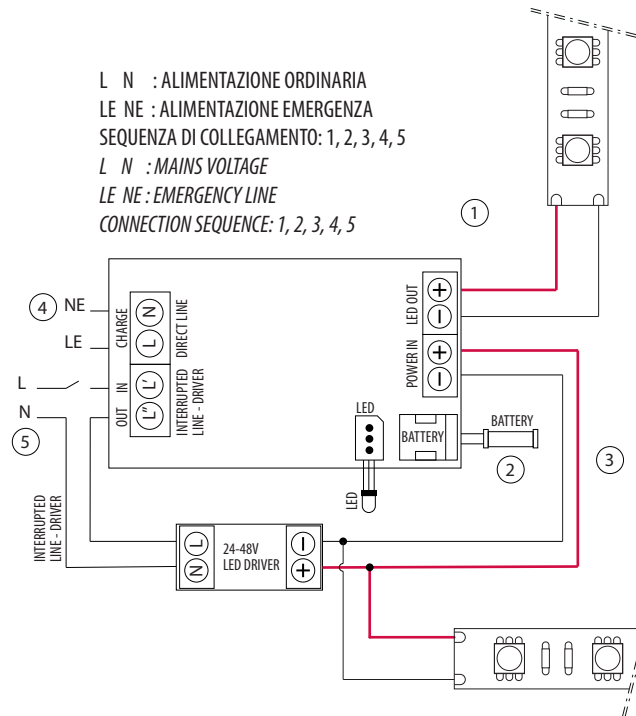 L N : ALIMENTAZIONE ORDINARIA
LE NE : ALIMENTAZIONE EMERGENZA
SEQUENZA DI COLLEGAMENTO: 1, 2, 3, 4, 5
L N : MAINS VOLTAGE
LE NE : EMERGENCY LINE
CONNECTION SEQUENCE: 1, 2, 3, 4, 5
1
4
NE
LE
L
N
5
CHARGE
N
L
DIRECT LINE
IN
OUT
L'
L"
INTERRUPTED
LINE - DRIVER
+
−
LED OUT
POWER IN
+
−
LED
LED
BATTERY
BATTERY
2
3
INTERRUPTED
LINE - DRIVER
L
N
24-48V
LED DRIVER
−
+